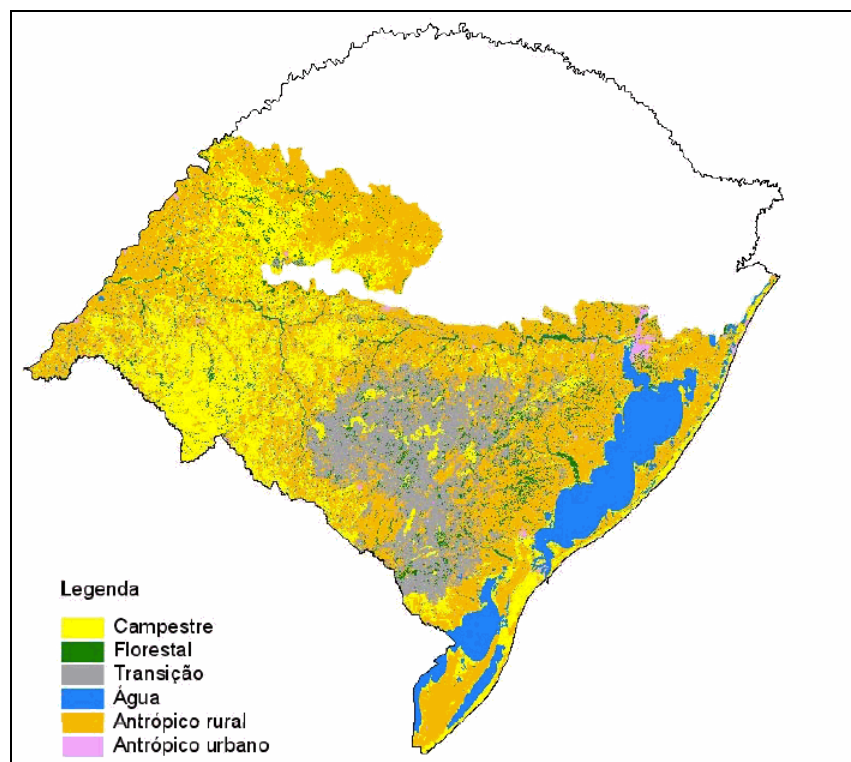 Legenda
Campestre
Florestal
Transição
Água
Antrópico rural
Antrópico urbano